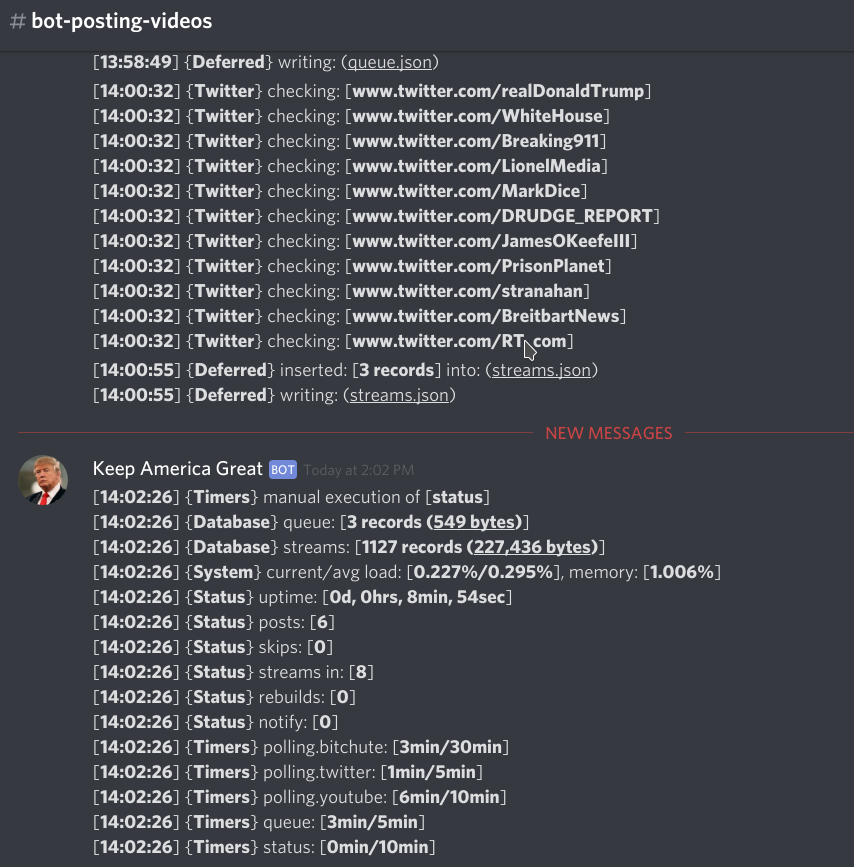 # bot-posting-videos
[13:58:49] {Deferred} writing: (queue.json)
[14:00:32] {Twitter} checking: [www.twitter.com/realDonaldTrump]
[14:00:32] {Twitter} checking: [www.twitter.com/WhiteHouse]
[14:00:32] {Twitter} checking: [www.twitter.com/Breaking911]
[14:00:32] {Twitter} checking: [www.twitter.com/LionelMedia]
[14:00:32] {Twitter} checking: [www.twitter.com/MarkDice]
[14:00:32] {Twitter} checking: [www.twitter.com/DRUDGE_REPORT]
[14:00:32] {Twitter} checking: [www.twitter.com/JamesOKeefeIII]
[14:00:32] {Twitter} checking: [www.twitter.com/PrisonPlanet]
[14:00:32] {Twitter} checking: [www.twitter.com/stranahan]
[14:00:32] {Twitter} checking: [www.twitter.com/BreitbartNews]
[14:00:32] {Twitter} checking: [www.twitter.com/RT_com]
[14:00:55] {Deferred} inserted: [3 records] into: (streams.json)
[14:00:55] {Deferred} writing: (streams.json)
NEW MESSAGES
Keep America Great BOT Today at 2:02 PM
[14:02:26] {Timers} manual execution of [status]
[14:02:26] {Database} queue: [3 records (549 bytes)]
[14:02:26] {Database} streams: [1127 records (227,436 bytes)]
[14:02:26] {System} current/avg load: [0.227%/0.295%], memory: [1.006%]
[14:02:26] {Status} uptime: [0d, 0hrs, 8min, 54sec]
[14:02:26] {Status} posts: [6]
[14:02:26] {Status} skips: [0]
[14:02:26] {Status} streams in: [8]
[14:02:26] {Status} rebuilds: [0]
[14:02:26] {Status} notify: [0]
[14:02:26] {Timers} polling.bitchute: [3min/30min]
[14:02:26] {Timers} polling.twitter: [1min/5min]
[14:02:26] {Timers} polling.youtube: [6min/10min]
[14:02:26] {Timers} queue: [3min/5min]
[14:02:26] {Timers} status: [0min/10min]